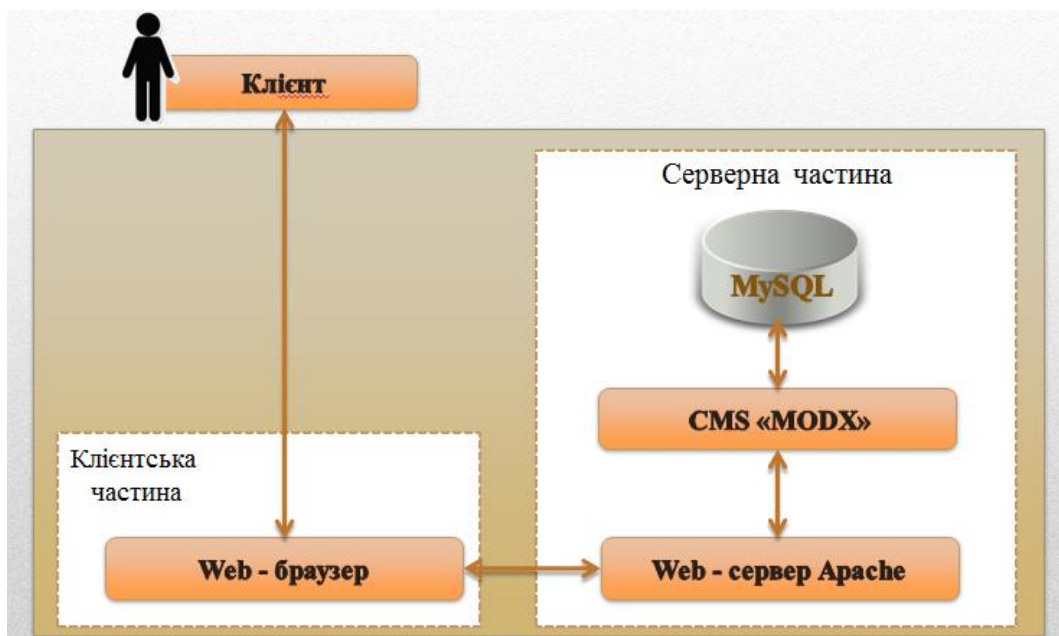 Клієнт
Серверна частина
MySQL
CMS «MODX»
Клієнтська
частина
Web - браузер
Web - сервер Apache